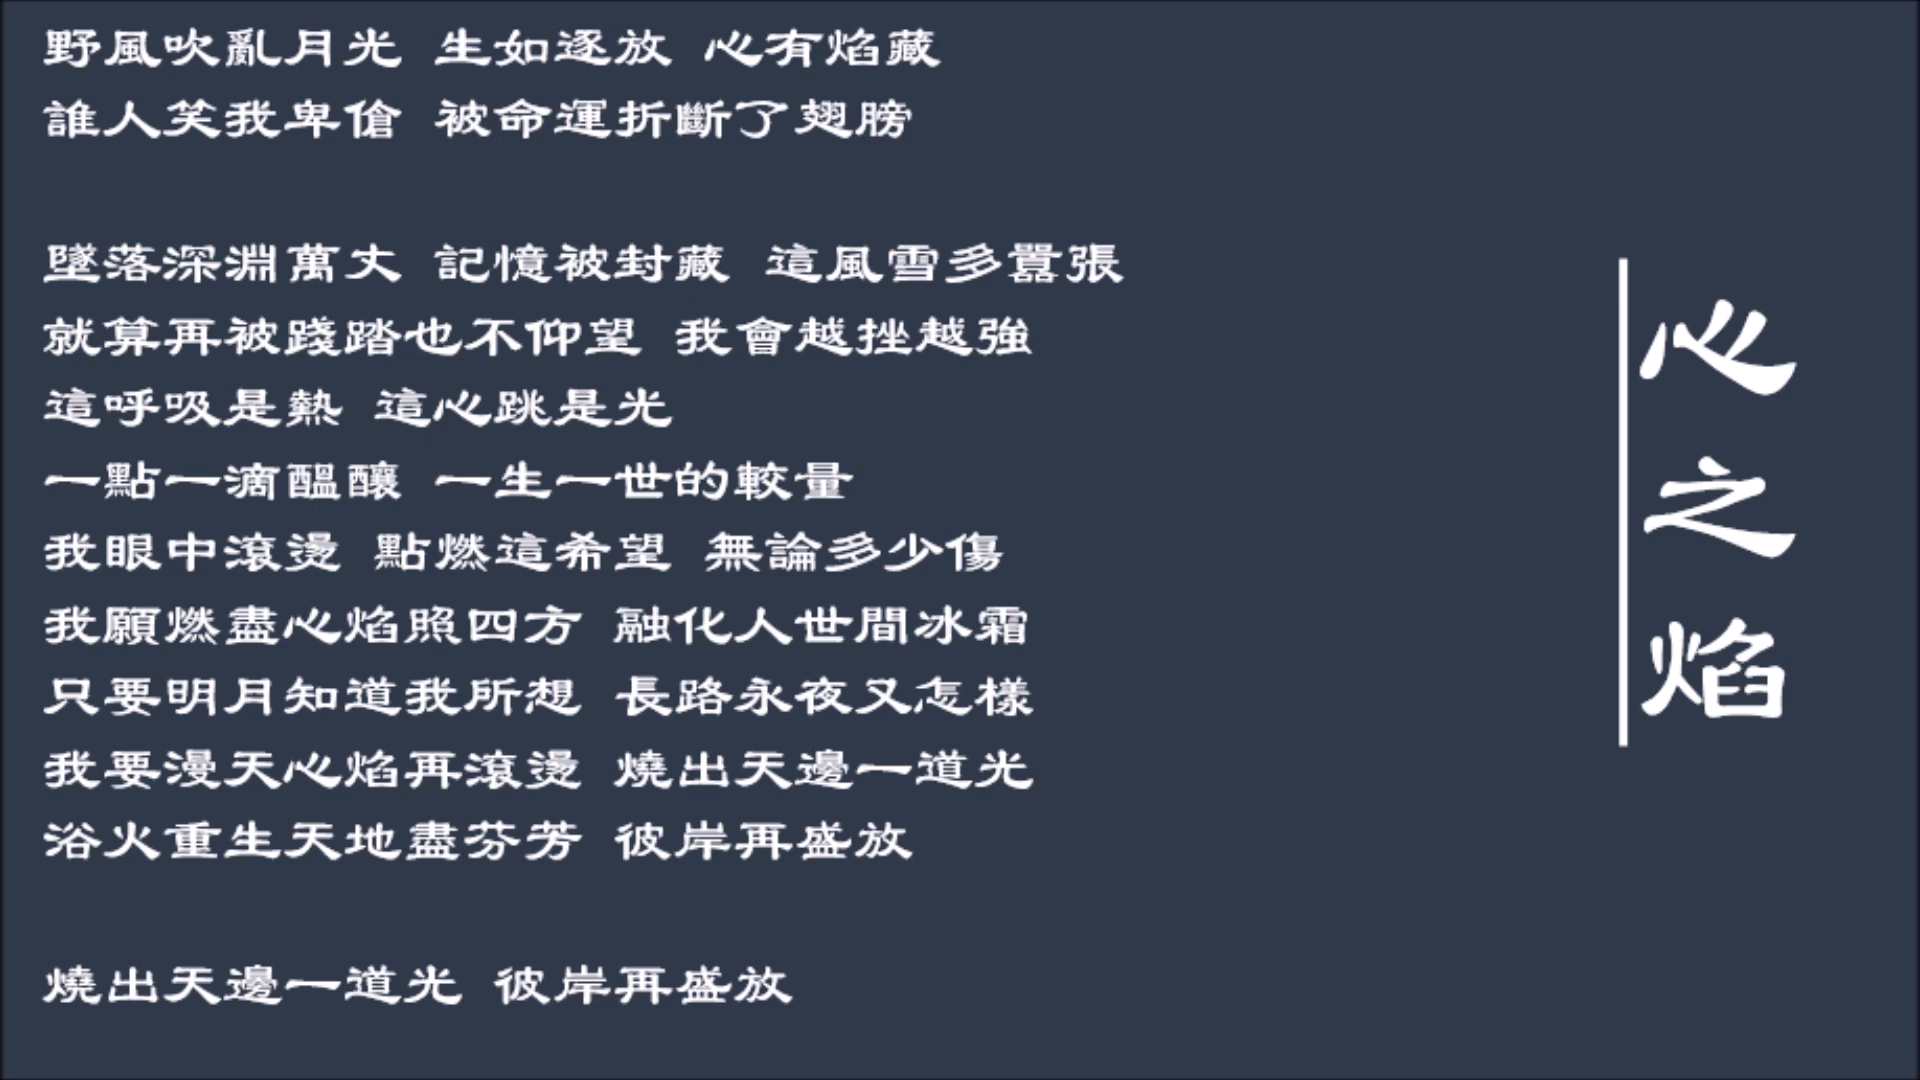 野風吹亂月光 生如逐放 心有焰藏
誰人笑我卑傖 被命運折斷了翅膀
墜落深淵萬丈 記憶被封藏 這風雪多囂張
就算再被踐踏也不仰望 我會越挫越強
這呼吸是熱 這心跳是光
一點一滴醞釀 一生一世的較量
我眼中滾燙 點燃這希望 無論多少傷
我願燃盡心焰照四方 融化人世間冰霜
只要明月知道我所想 長路永夜又怎樣
我要漫天心焰再滾燙 燒出天邊一道光
浴火重生天地盡芬芳 彼岸再盛放
燒出天邊一道光 彼岸再盛放
心之焰